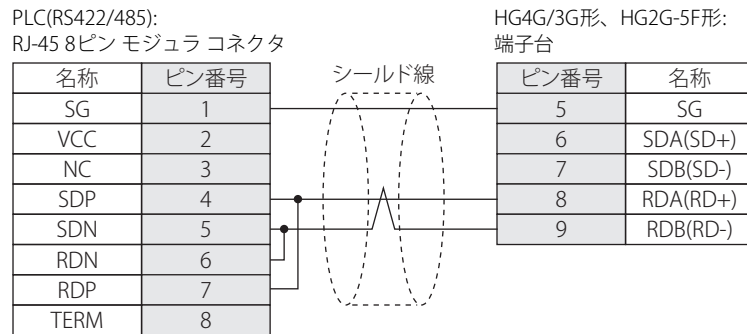 PLC(RS422/485):
RJ-45 8ピン モジュラ コネクタ
HG4G/3G形、HG2G-5F形:
端子台
名称 ピン番号 シールド線 ピン番号 名称
SG 1 5 SG
VCC 2 6 SDA(SD+)
NC 3 7 SDB(SD-)
SDP 4 8 RDA(RD+)
SDN 5 9 RDB(RD-)
RDN 6
RDP 7
TERM 8